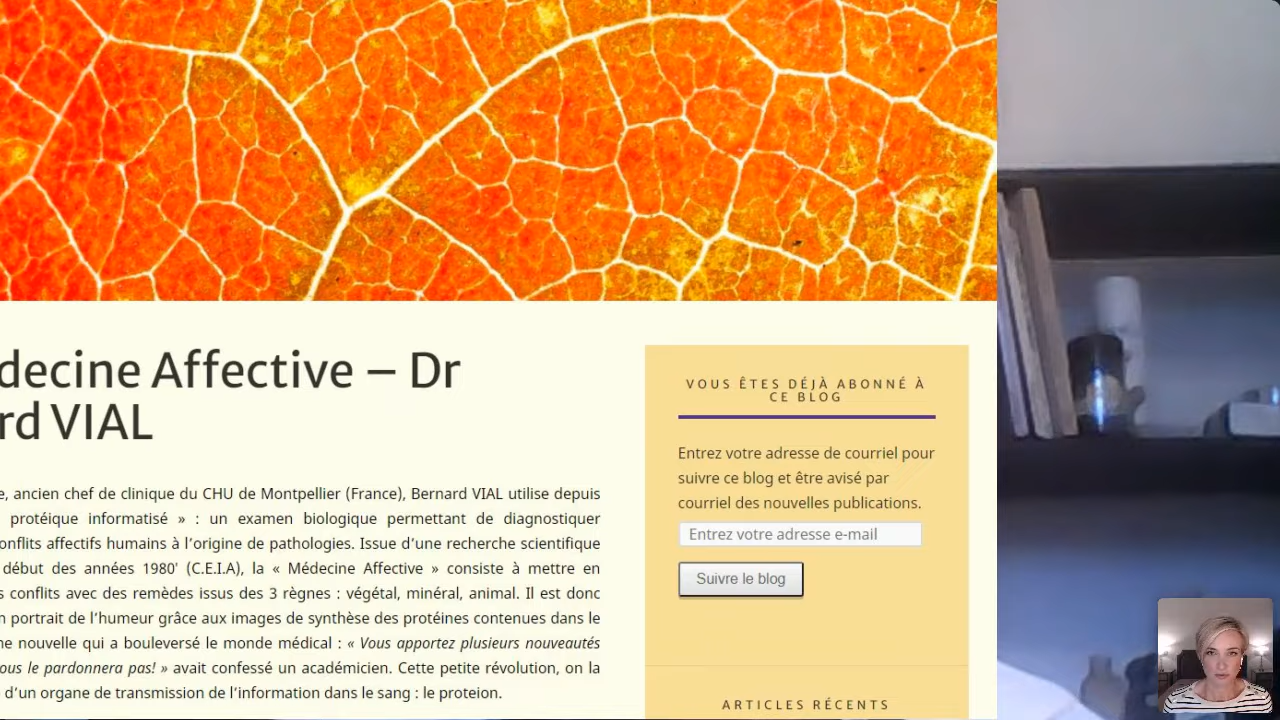 decine Affective – Dr
rd VIAL
e, ancien chef de clinique du CHU de Montpellier (France), Bernard VIAL utilise depuis
protéique informatisé » : un examen biologique permettant de diagnostiquer
onflits affectifs humains à l’origine de pathologies. Issue d’une recherche scientifique
début des années 1980’ (C.E.I.A), la « Médecine Affective » consiste à mettre en
s conflits avec des remèdes issus des 3 règnes : végétal, minéral, animal. Il est donc
n portrait de l’humeur grâce aux images de synthèse des protéines contenues dans le
ne nouvelle qui a bouleversé le monde médical : « Vous apportez plusieurs nouveautés
ous le pardonnera pas! » avait confessé un académicien. Cette petite révolution, on la
d’un organe de transmission de l’information dans le sang : le proteion.
VOUS ÊTES DÉJÀ ABONNÉ À
CE BLOG
Entrez votre adresse de courriel pour
suivre ce blog et être avisé par
courriel des nouvelles publications.
Entrez votre adresse e-mail
Suivre le blog
ARTICLES RÉCENTS